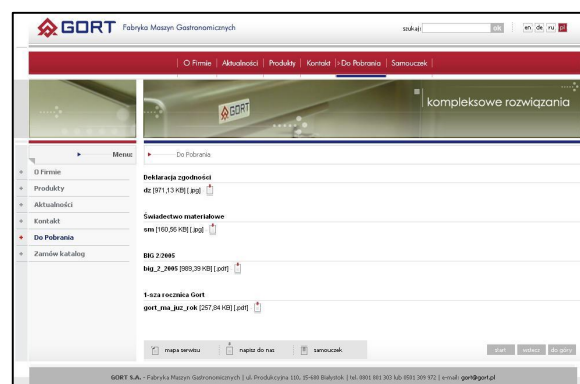 GORT Fabryka Maszyn Gastronomicznych
szukaj: ok en de ru pl
O Firmie | Aktualności | Produkty | Kontakt | >Do Pobrania | Samouczek |
GORT
kompleksowe rozwiązania
Menu:
Do Pobrania
O Firmie
Produkty
Aktualności
Kontakt
Do Pobrania
Zamów katalog
Deklaracja zgodności
dz [971,13 KB] [.jpg]
Świadectwo materiałowe
sm [160,56 KB] [.jpg]
BIG 2/2005
big_2_2005 [989,39 KB] [.pdf]
1-sza rocznica Gort
gort_ma_juz_rok [257,84 KB] [.pdf]
mapa serwisu napisz do nas samouczek
start wstecz do góry
GORT S.A. - Fabryka Maszyn Gastronomicznych | ul. Produkcyjna 110, 15-680 Białystok | tel. 0801 081 303 lub 0501 309 972 | e-mail: gort@gort.pl